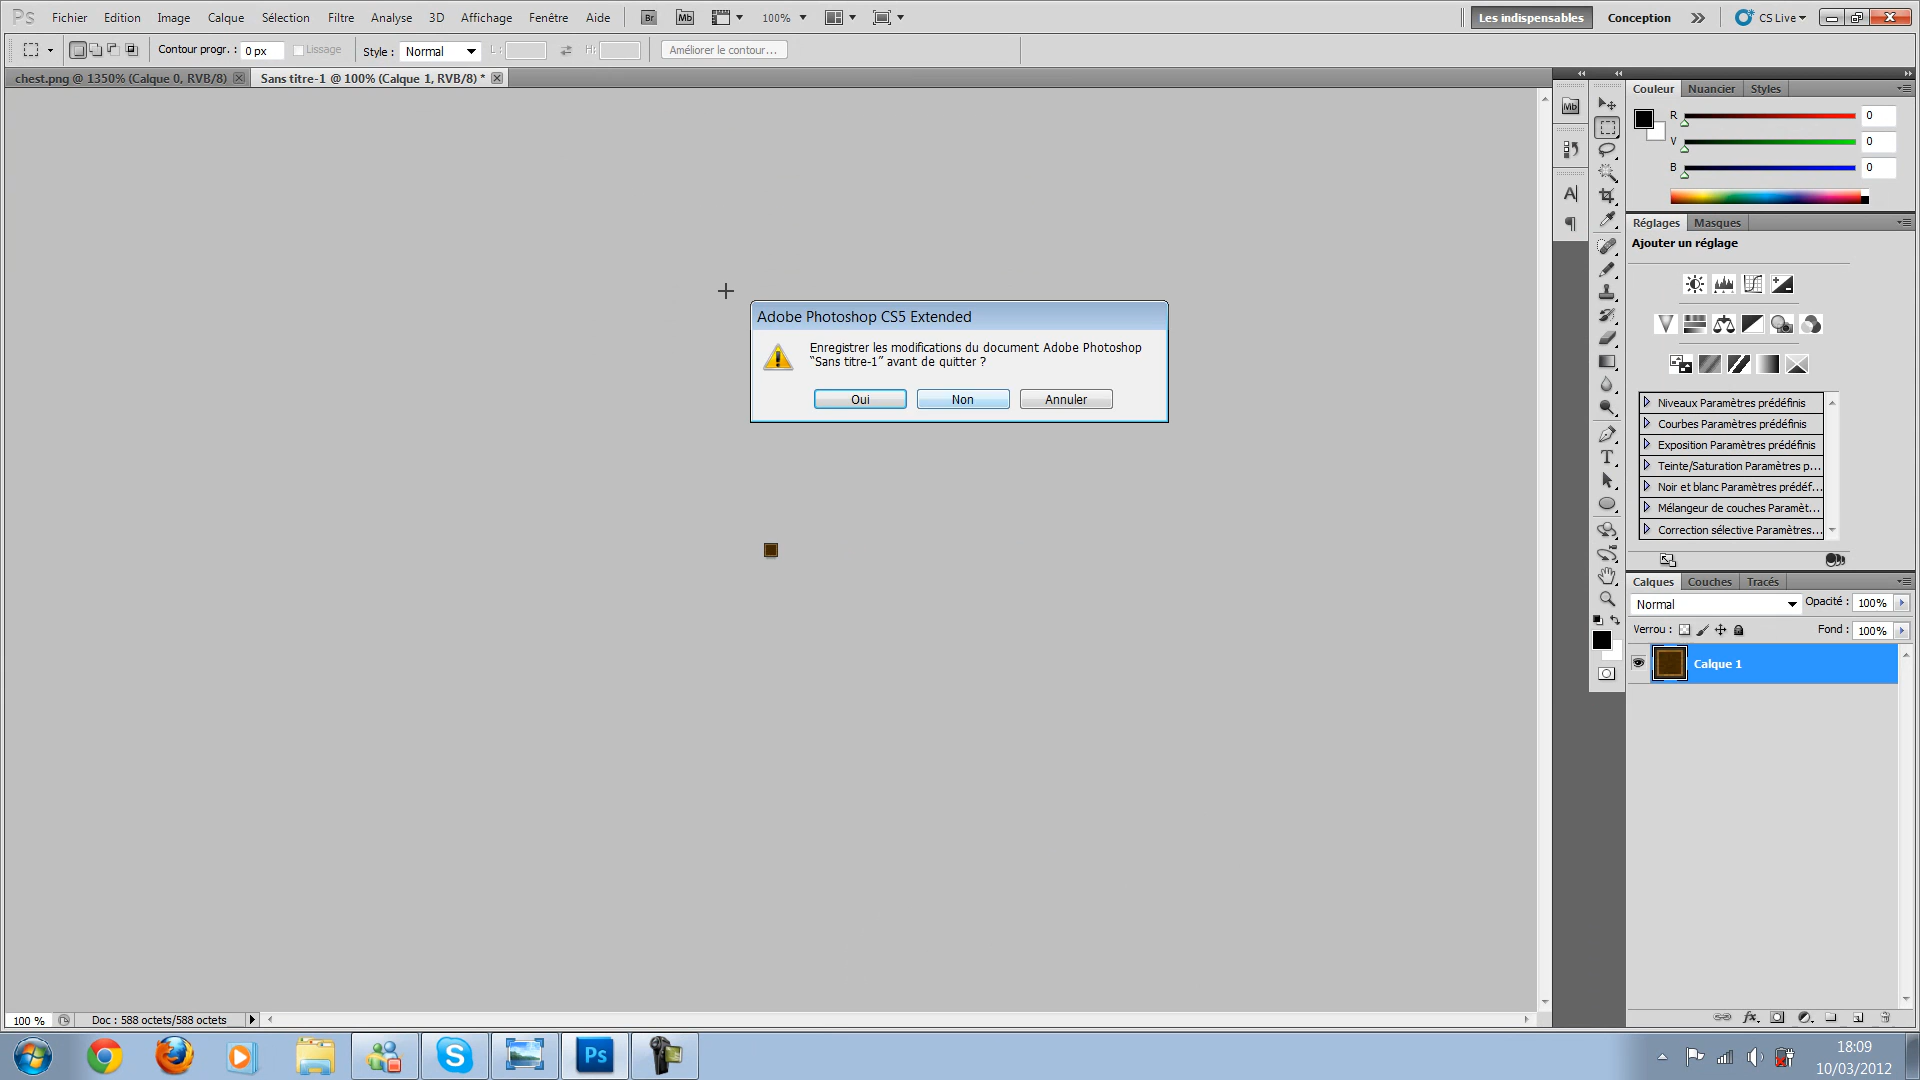 Ps Fichier Edition Image Calque Sélection Filtre Analyse 3D Affichage Fenêtre Aide Br Mb 100% Les indispensables Conception CS Live
Contour progr. : 0 px Lissage Style : Normal L : H: Améliorer le contour...
chest.png @ 1350% (Calque 0, RVB/8) Sans titre-1 @ 100% (Calque 1, RVB/8) *
Mb
A
T
Couleur Nuancier Styles
R 0
V 0
B 0
Réglages Masques
Ajouter un réglage
Niveaux Paramètres prédéfinis
Courbes Paramètres prédéfinis
Exposition Paramètres prédéfinis
Teinte/Saturation Paramètres p...
Noir et blanc Paramètres prédéf...
Mélangeur de couches Paramèt...
Correction sélective Paramètres...
Calques Couches Tracés
Normal Opacité : 100%
Verrou : Fond : 100%
Calque 1
fx
Adobe Photoshop CS5 Extended
Enregistrer les modifications du document Adobe Photoshop
“Sans titre-1” avant de quitter ?
Oui Non Annuler
100 % Doc : 588 octets/588 octets
S Ps
18:09
10/03/2012